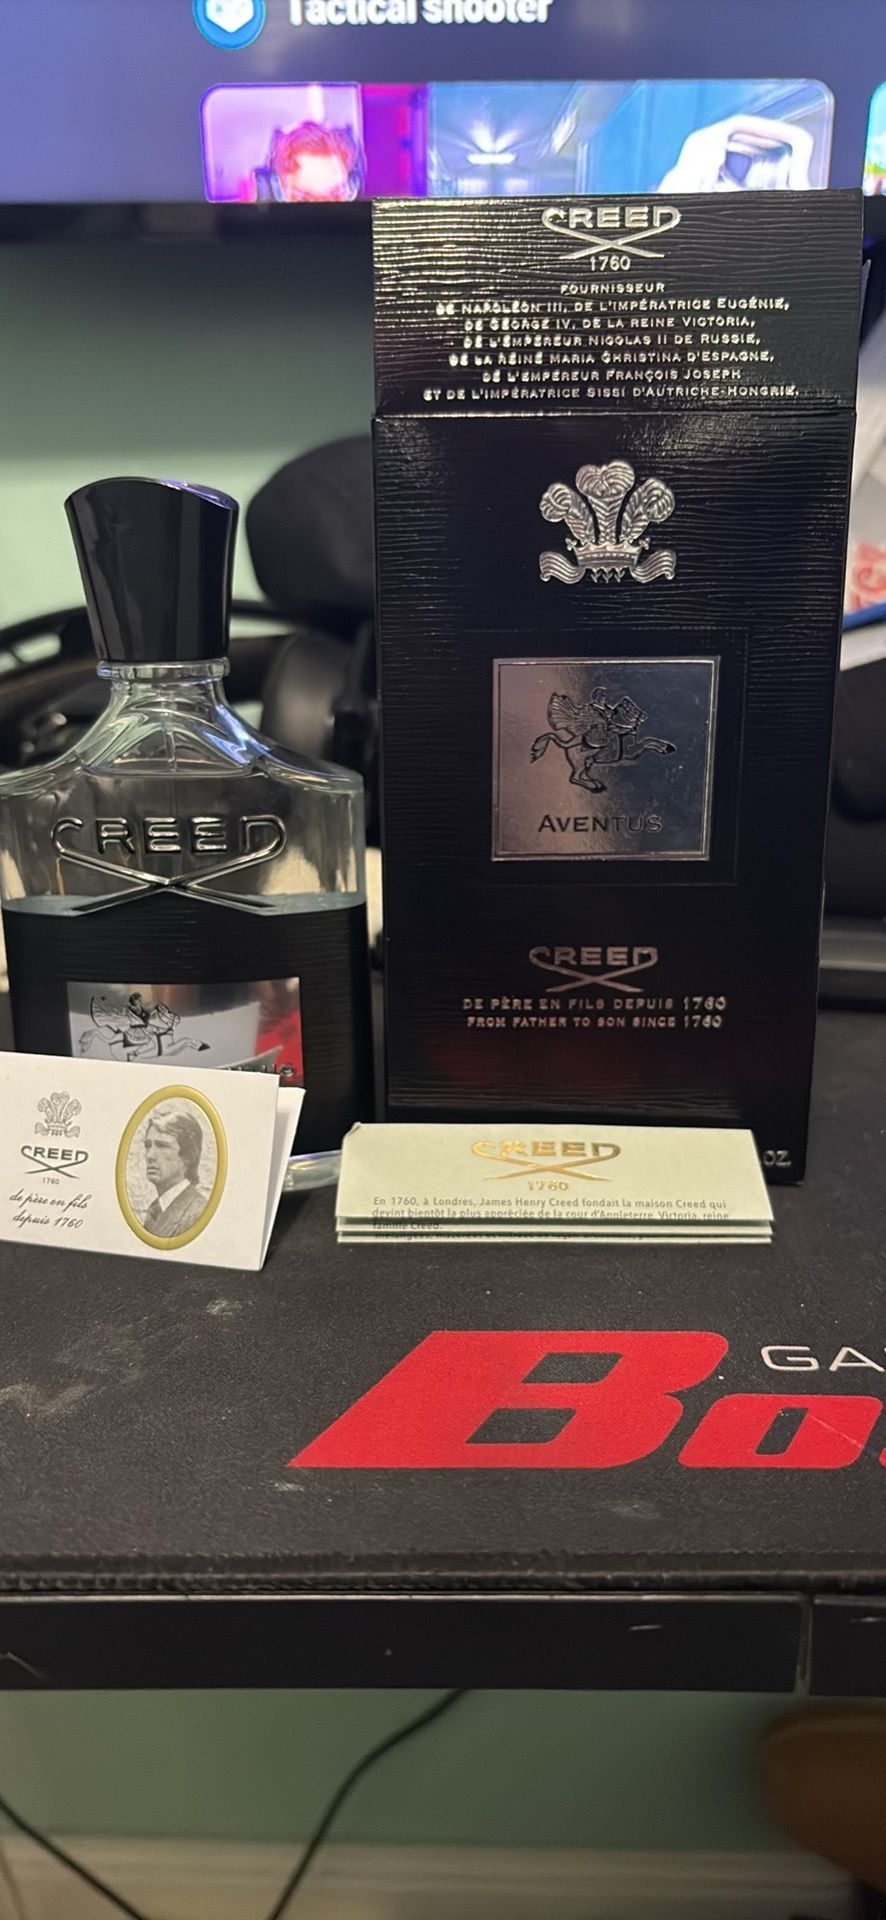 Tactical shooter
CREED
1760
FOURNISSEUR
DE NAPOLÉON III, DE L'IMPÉRATRICE EUGÉNIE,
DE GEORGE IV, DE LA REINE VICTORIA,
DE L'EMPEREUR NICOLAS II DE RUSSIE,
DE LA REINE MARIA CHRISTINA D'ESPAGNE,
DE L'EMPEREUR FRANÇOIS JOSEPH
ET DE L'IMPÉRATRICE SISSI D'AUTRICHE-HONGRIE.
AVENTUS
CREED
DE PÈRE EN FILS DEPUIS 1760
FROM FATHER TO SON SINCE 1760
OZ.
CREED
CREED
1760
de père en fils
depuis 1760
CREED
1760
En 1760, à Londres, James Henry Creed fondait la maison Creed qui
devint bientôt la plus appréciée de la cour d'Angleterre. Victoria, reine
famille Creed.
GA
Bo